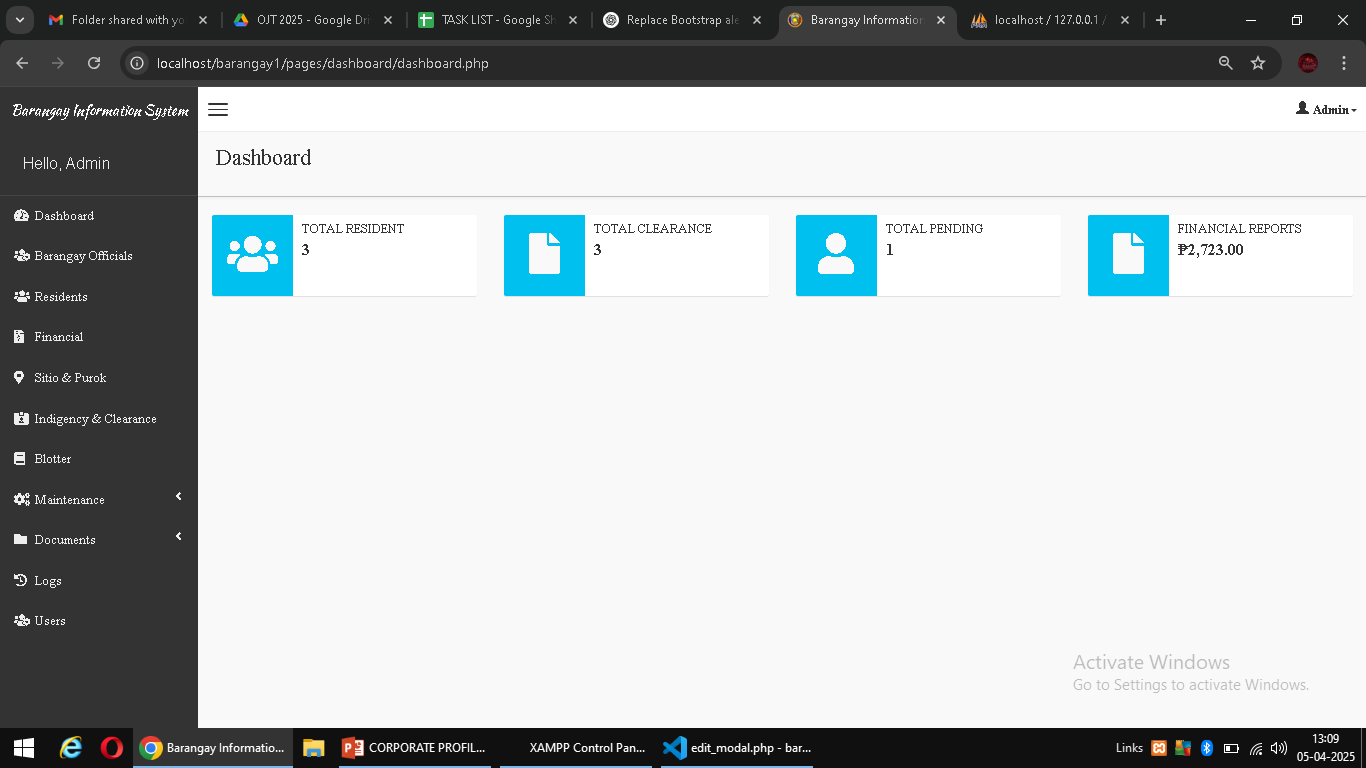 Folder shared with yo
OJT 2025 - Google Dri
TASK LIST - Google Sh
Replace Bootstrap ale
Barangay Information
localhost / 127.0.0.1 /
localhost/barangay1/pages/dashboard/dashboard.php
Barangay Information System
Admin
Hello, Admin
Dashboard
Dashboard
Barangay Officials
Residents
Financial
Sitio & Purok
Indigency & Clearance
Blotter
Maintenance
Documents
Logs
Users
TOTAL RESIDENT
3
TOTAL CLEARANCE
3
TOTAL PENDING
1
FINANCIAL REPORTS
₱2,723.00
Activate Windows
Go to Settings to activate Windows.
Barangay Informatio...
CORPORATE PROFIL...
XAMPP Control Pan...
edit_modal.php - bar...
Links
13:09
05-04-2025